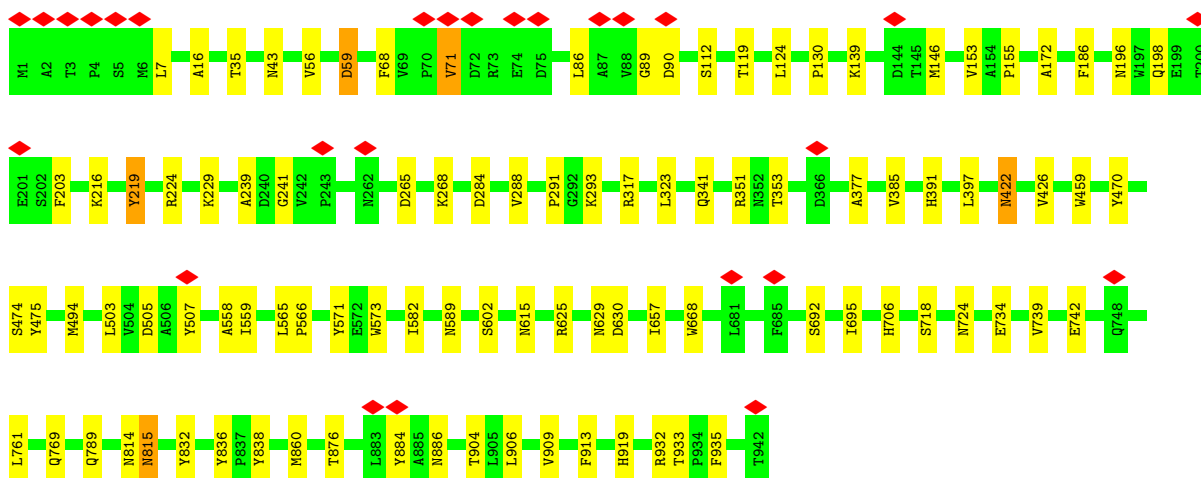 M1 A2 T3 P4 S5 M6 L7 A16 T35 N43 V56 D59 F68 V69 P70 V71 D72 R73 E74 D75 L86 A87 V88 G89 D90 S112 T119 L124 P130 K139 D144 T145 M146 V153 A154 P155 A172 F186 N196 W197 Q198 E199 T200
E201 S202 F203 K216 Y219 R224 K229 A239 D240 G241 V242 P243 N262 D265 K268 D284 V288 P291 G292 K293 R317 L323 Q341 R351 N352 T353 D366 A377 V385 H391 L397 N422 V426 W459 Y470
S474 Y475 M494 L503 V504 D505 A506 Y507 A558 I559 L565 P566 Y571 E572 W573 I582 N589 S602 N615 R625 N629 D630 I657 W668 L681 F685 S692 I695 H706 S718 N724 E734 V739 E742 Q748
L761 Q769 Q789 N814 N815 Y832 Y836 P837 Y838 M860 T876 L883 Y884 A885 N886 T904 L905 L906 V909 F913 H919 R932 T933 P934 F935 T942